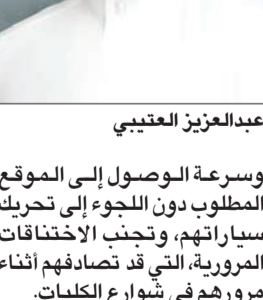 عبدالعزيز العتيبي
وسرعة الوصول إلى الموقع
المطلوب دون اللجوء إلى تحريك
سياراتهم، وتجنب الاختناقات
المرورية، التي قد تصادفهم أثناء
مرورهم في شوارع الكليات.